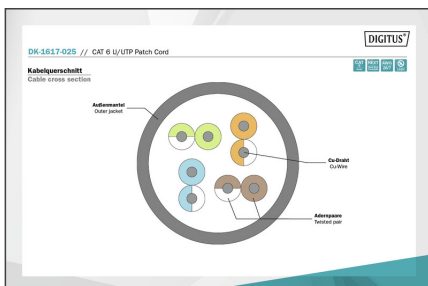 DIGITUS®
DK-1617-025 // CAT 6 U/UTP Patch Cord
Kabelquerschnitt
Cable cross section
Außenmantel
Outer jacket
Cu-Draht
Cu-Wire
Aderpaare
Twisted pair